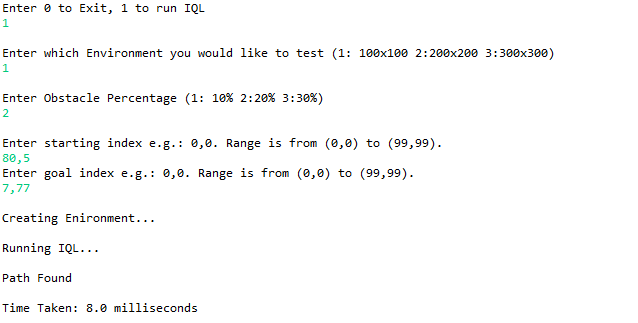 Enter 0 to Exit, 1 to run IQL
1
Enter which Environment you would like to test (1: 100x100 2:200x200 3:300x300)
1
Enter Obstacle Percentage (1: 10% 2:20% 3:30%)
2
Enter starting index e.g.: 0,0. Range is from (0,0) to (99,99).
80,5
Enter goal index e.g.: 0,0. Range is from (0,0) to (99,99).
7,77
Creating Enironment...
Running IQL...
Path Found
Time Taken: 8.0 milliseconds